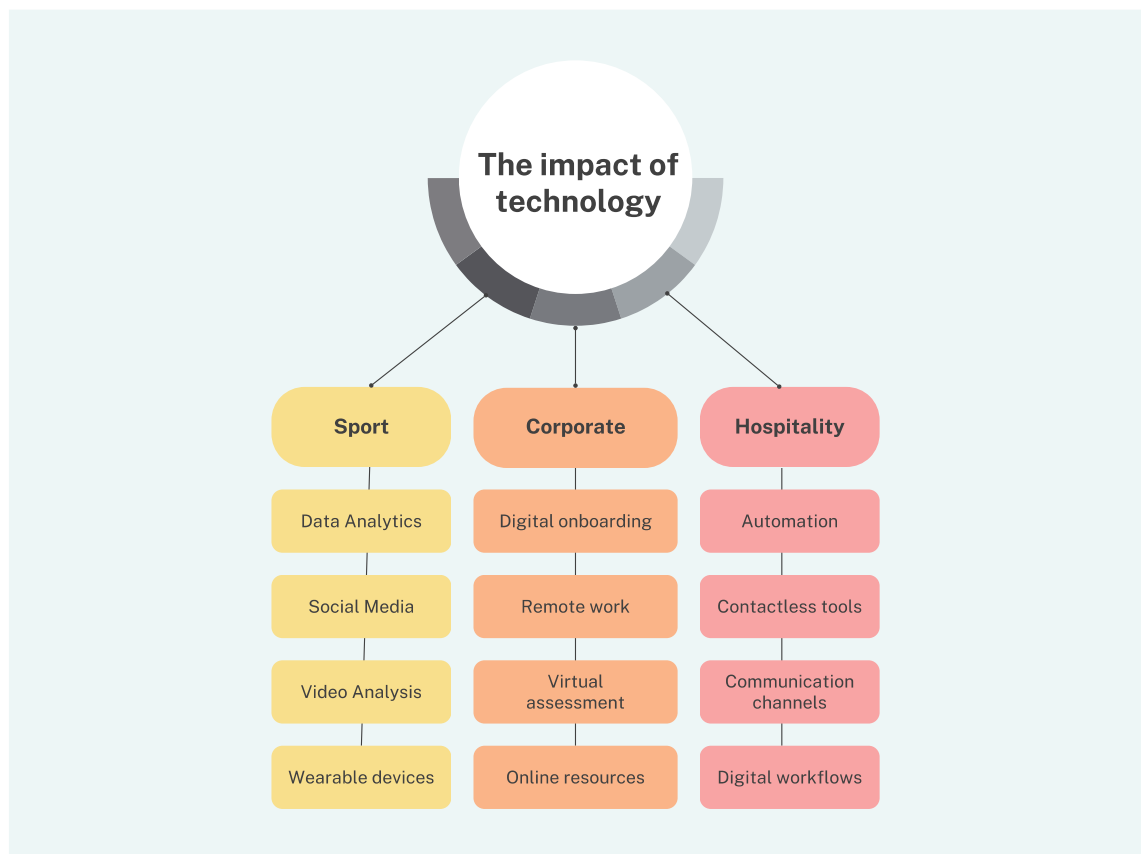 The impact of
technology
Sport
Corporate
Hospitality
Data Analytics
Digital onboarding
Automation
Social Media
Remote work
Contactless tools
Video Analysis
Virtual
assessment
Communication
channels
Wearable devices
Online resources
Digital workflows